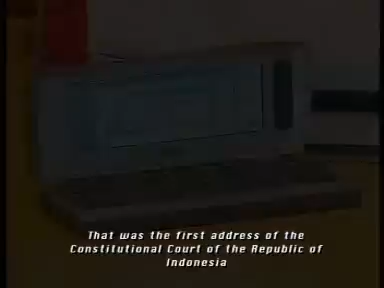 That was the first address of the
Constitutional Court of the Republic of
Indonesia